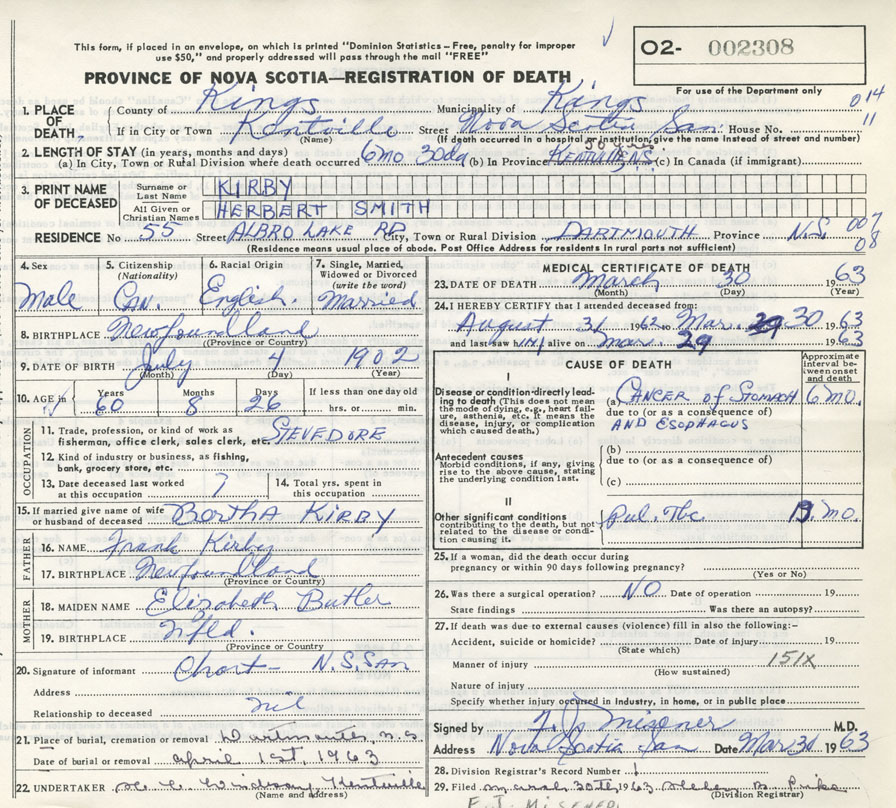 This form, if placed in an envelope, on which is printed "Dominion Statistics—Free, penalty for improper
use $50," and properly addressed will pass through the mail "FREE"
O2- 002308
For use of the Department only
PROVINCE OF NOVA SCOTIA—REGISTRATION OF DEATH
014
11
1. PLACE OF DEATH County of Kings Municipality of Kings
If in City or Town Kentville Street Nova Scotia San House No.
(Name) (If death occurred in a hospital or institution, give the name instead of street and number)
2. LENGTH OF STAY (in years, months and days)
(a) In City, Town or Rural Division where death occurred 6 mo 30da (b) In Province (c) In Canada (if immigrant)
3. PRINT NAME OF DECEASED
Surname or Last Name KIRBY
All Given or Christian Names HERBERT SMITH
RESIDENCE No 55 Street ALBRO LAKE RD City, Town or Rural Division DARTMOUTH Province N.S. 007
08
(Residence means usual place of abode. Post Office Address for residents in rural parts not sufficient)
4. Sex Male
5. Citizenship (Nationality) Can.
6. Racial Origin English.
7. Single, Married, Widowed or Divorced (write the word) Married
8. BIRTHPLACE Newfoundland
(Province or Country)
9. DATE OF BIRTH July 4 1902
(Month) (Day) (Year)
10. AGE in Years 60 Months 8 Days 26 If less than one day old hrs. or min.
OCCUPATION
11. Trade, profession, or kind of work as
fisherman, office clerk, sales clerk, etc. STEVEDORE
12. Kind of industry or business, as fishing,
bank, grocery store, etc.
13. Date deceased last worked
at this occupation ?
14. Total yrs. spent in
this occupation
15. If married give name of wife
or husband of deceased Bertha KIRBY
FATHER
16. NAME Frank Kirby
17. BIRTHPLACE Newfoundland
(Province or Country)
MOTHER
18. MAIDEN NAME Elizabeth Butler
19. BIRTHPLACE Nfld.
(Province or Country)
20. Signature of informant Chart - N.S.San
Address
Relationship to deceased nil
21. Place of burial, cremation or removal Dartmouth, N.S.
Date of burial or removal April 1st, 1963
22. UNDERTAKER Kentville
(Name and address)
MEDICAL CERTIFICATE OF DEATH
23. DATE OF DEATH March 30 1963
(Month) (Day) (Year)
24. I HEREBY CERTIFY that I attended deceased from:
August 31 1962 to Mar. 30 1963
and last saw him alive on Mar. 29 1963
CAUSE OF DEATH
Approximate interval between onset and death
I
Disease or condition directly leading to death (This does not mean
the mode of dying, e.g., heart failure, asthenia, etc. It means the
disease, injury, or complication
which caused death.)
(a) CANCER OF STOMACH 6 mo.
due to (or as a consequence of)
AND ESOPHAGUS
Antecedent causes
Morbid conditions, if any, giving
rise to the above cause, stating
the underlying condition last.
(b)
due to (or as a consequence of)
(c)
II
Other significant conditions
contributing to the death, but not
related to the disease or condition causing it.
Pul. Tbc. mo.
25. If a woman, did the death occur during
pregnancy or within 90 days following pregnancy?
(Yes or No)
26. Was there a surgical operation? NO Date of operation 19
State findings Was there an autopsy?
27. If death was due to external causes (violence) fill in also the following:—
Accident, suicide or homicide? Date of injury 19
(State which)
Manner of injury 151X
(How sustained)
Nature of injury
Specify whether injury occurred in industry, in home, or in public place
Signed by F. J. Misener M.D.
Address Nova Scotia San Date Mar 30 1963
28. Division Registrar's Record Number
29. Filed March 30th 1963
(Division Registrar)
F. J. MISENER